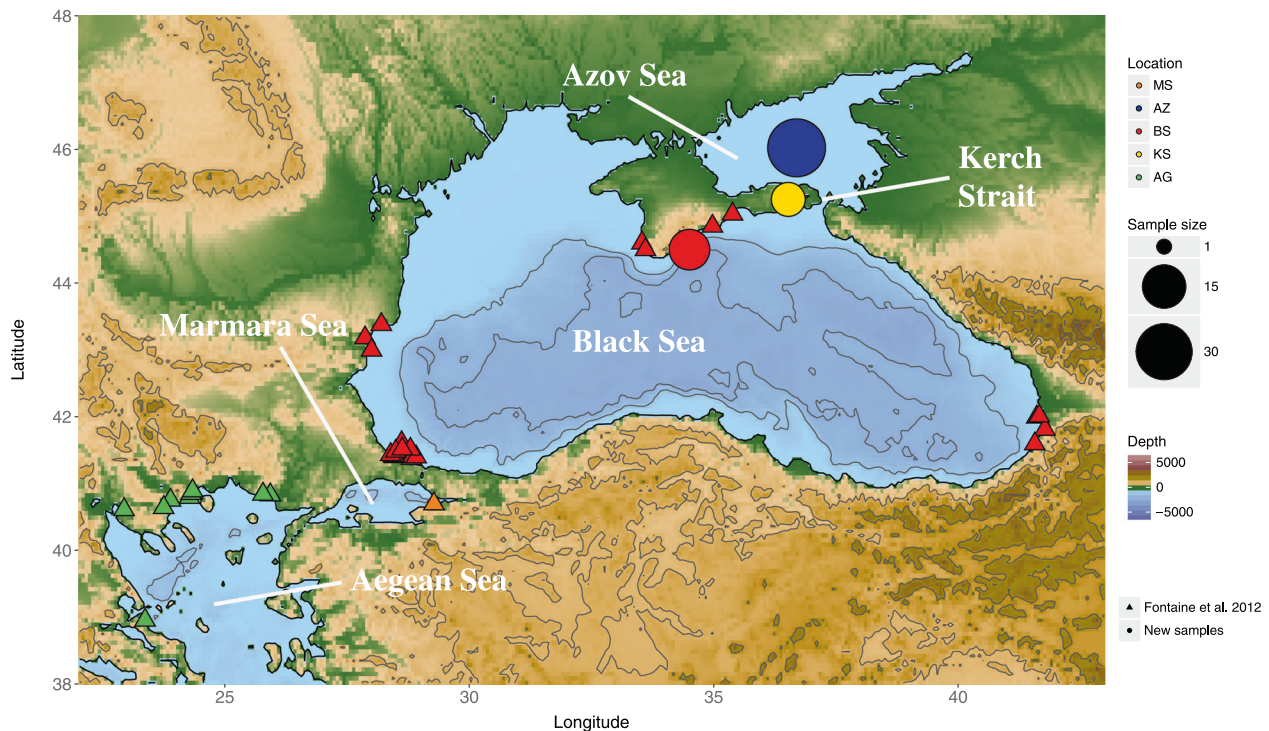 48
46
44
42
40
38
25
30
35
40
Latitude
Longitude
Azov Sea
Kerch
Strait
Marmara Sea
Black Sea
Aegean Sea
Location
MS
AZ
BS
KS
AG
Sample size
1
15
30
Depth
5000
0
−5000
Fontaine et al. 2012
New samples